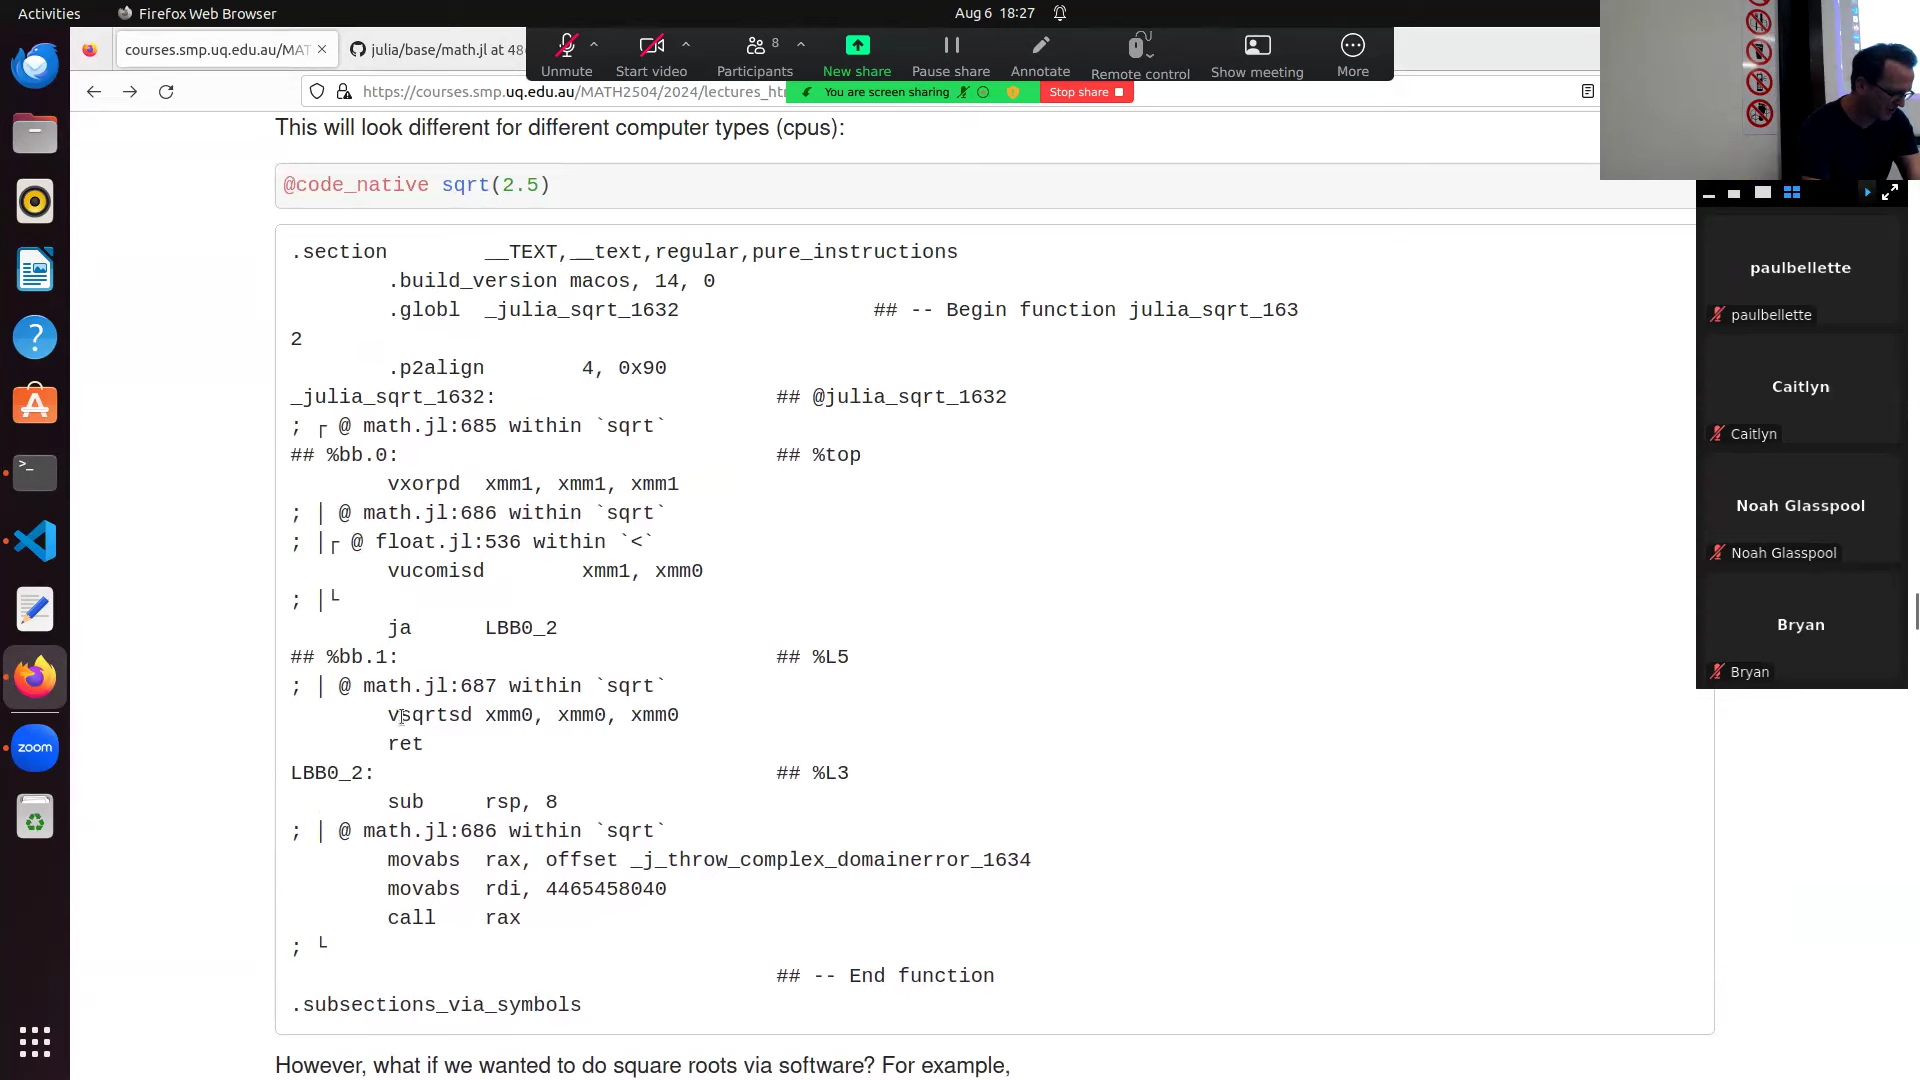 Activities
Firefox Web Browser
Aug 6 18:27
courses.smp.uq.edu.au/MAT
julia/base/math.jl at 48
Unmute
Start video
8
Participants
New share
Pause share
Annotate
Remote control
Show meeting
More
https://courses.smp.uq.edu.au/MATH2504/2024/lectures_ht
You are screen sharing
Stop share
This will look different for different computer types (cpus):
@code_native sqrt(2.5)
.section __TEXT,__text,regular,pure_instructions
.build_version macos, 14, 0
.globl _julia_sqrt_1632 ## -- Begin function julia_sqrt_163
2
.p2align 4, 0x90
_julia_sqrt_1632: ## @julia_sqrt_1632
; ┌ @ math.jl:685 within `sqrt`
## %bb.0: ## %top
vxorpd xmm1, xmm1, xmm1
; │ @ math.jl:686 within `sqrt`
; │┌ @ float.jl:536 within `<`
vucomisd xmm1, xmm0
; │└
ja LBB0_2
## %bb.1: ## %L5
; │ @ math.jl:687 within `sqrt`
vsqrtsd xmm0, xmm0, xmm0
ret
LBB0_2: ## %L3
sub rsp, 8
; │ @ math.jl:686 within `sqrt`
movabs rax, offset _j_throw_complex_domainerror_1634
movabs rdi, 4465458040
call rax
; └
## -- End function
.subsections_via_symbols
However, what if we wanted to do square roots via software? For example,
paulbellette
paulbellette
Caitlyn
Caitlyn
Noah Glasspool
Noah Glasspool
Bryan
Bryan
zoom